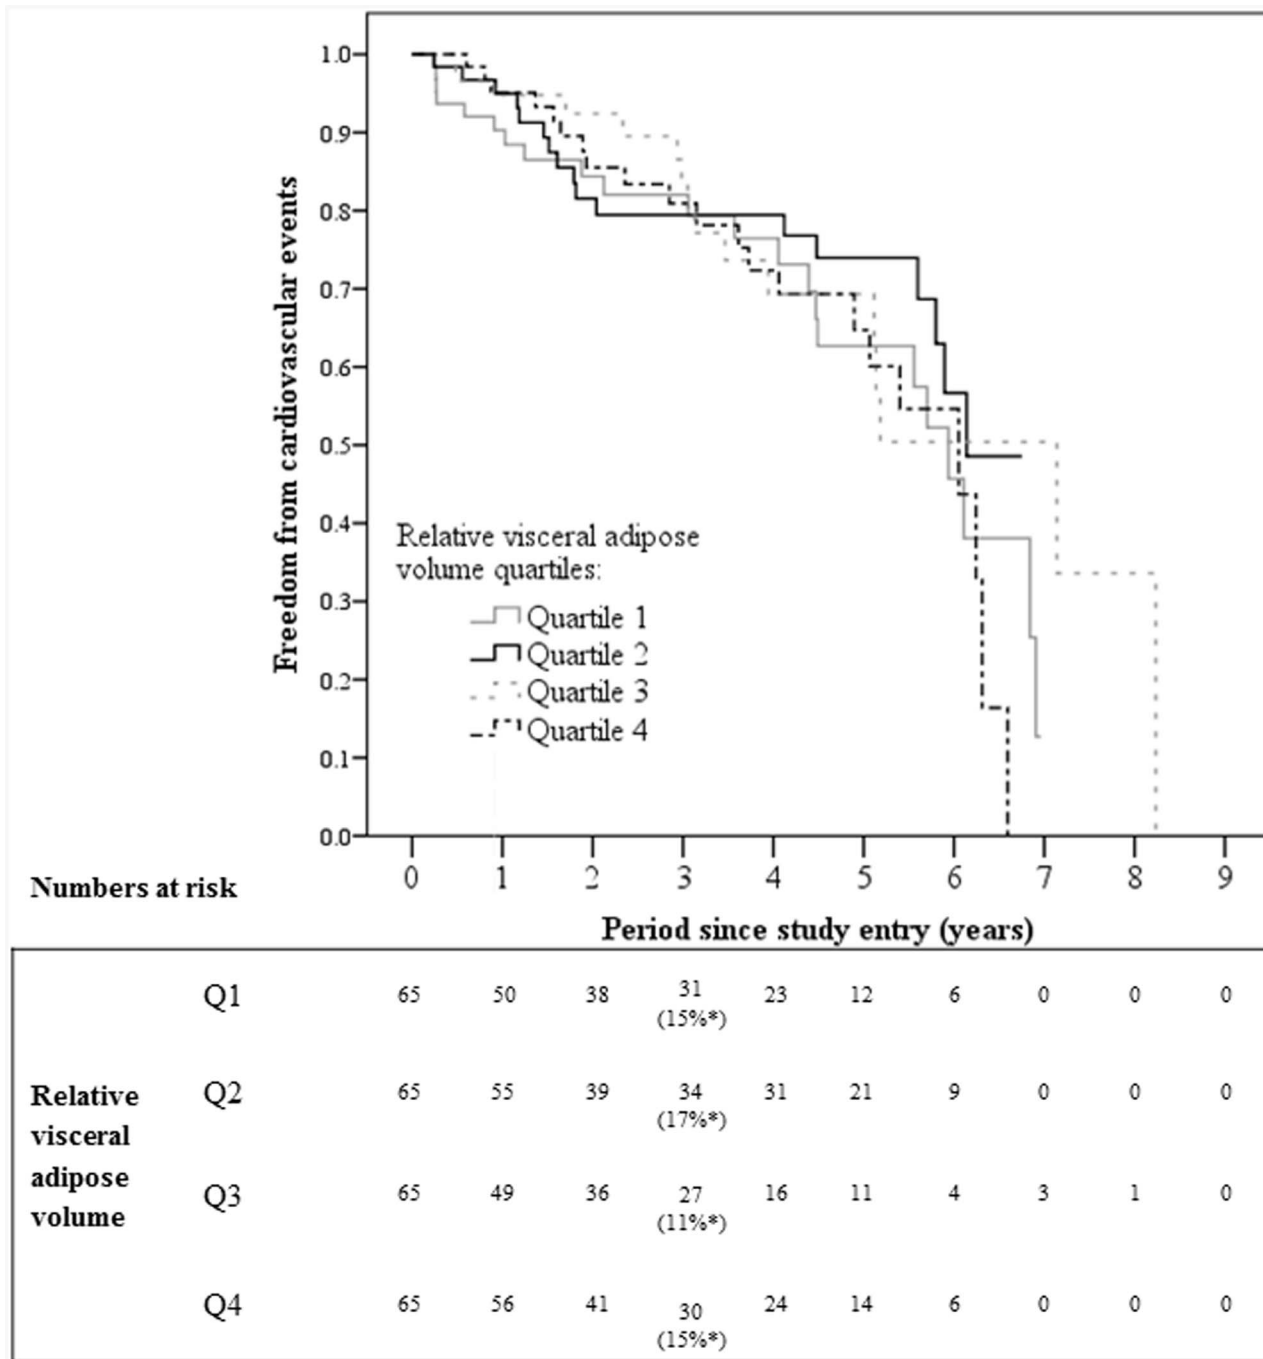 Freedom from cardiovascular events
1.0
0.9
0.8
0.7
0.6
0.5
0.4
0.3
0.2
0.1
0.0
Relative visceral adipose
volume quartiles:
Quartile 1
Quartile 2
Quartile 3
Quartile 4
0 1 2 3 4 5 6 7 8 9
Numbers at risk
Period since study entry (years)
Relative
visceral
adipose
volume
Q1 65 50 38 31 23 12 6 0 0 0
(15%*)
Q2 65 55 39 34 31 21 9 0 0 0
(17%*)
Q3 65 49 36 27 16 11 4 3 1 0
(11%*)
Q4 65 56 41 30 24 14 6 0 0 0
(15%*)